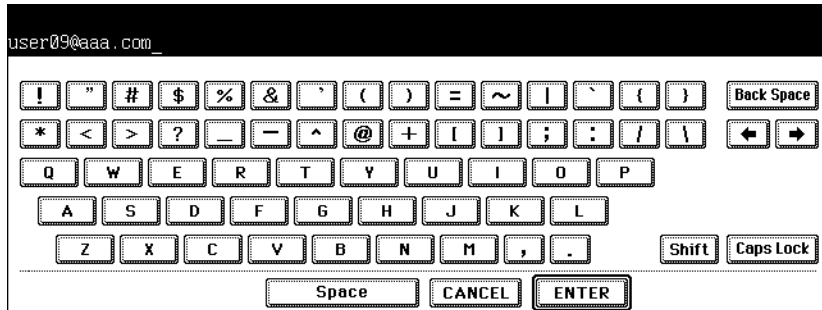 user09@aaa.com_
! " # $ % & ' ( ) = ~ | ` { } Back Space
* < > ? _ - ^ @ + [ ] ; : / \ ← →
Q W E R T Y U I O P
A S D F G H J K L
Z X C V B N M , . Shift Caps Lock
Space CANCEL ENTER